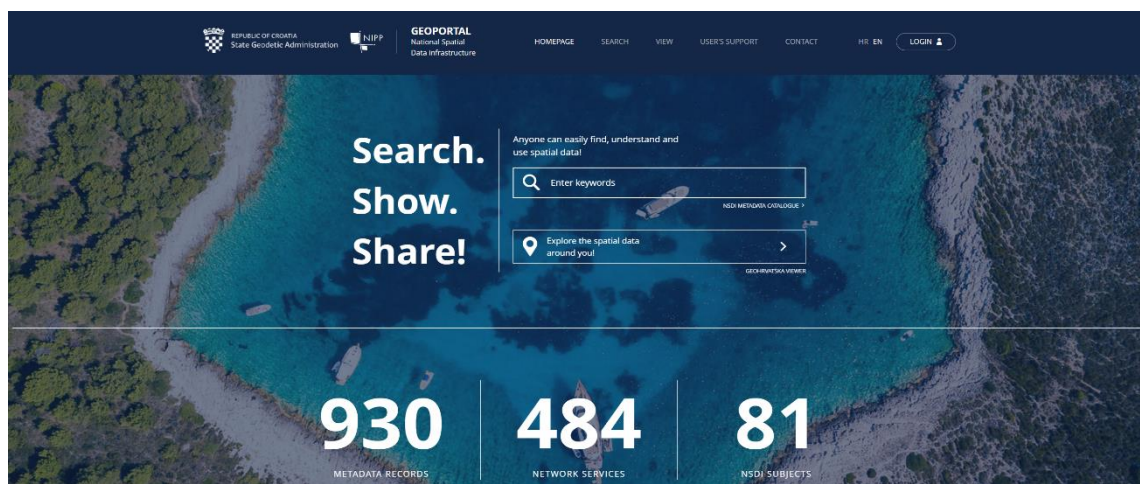 REPUBLIC OF CROATIA
State Geodetic Administration
NIPP
GEOPORTAL
National Spatial
Data Infrastructure
HOMEPAGE SEARCH VIEW USER'S SUPPORT CONTACT HR EN LOGIN
Search.
Show.
Share!
Anyone can easily find, understand and
use spatial data!
Enter keywords
NSDI METADATA CATALOGUE >
Explore the spatial data
around you!
GEOHRVATSKA VIEWER
930
METADATA RECORDS
484
NETWORK SERVICES
81
NSDI SUBJECTS